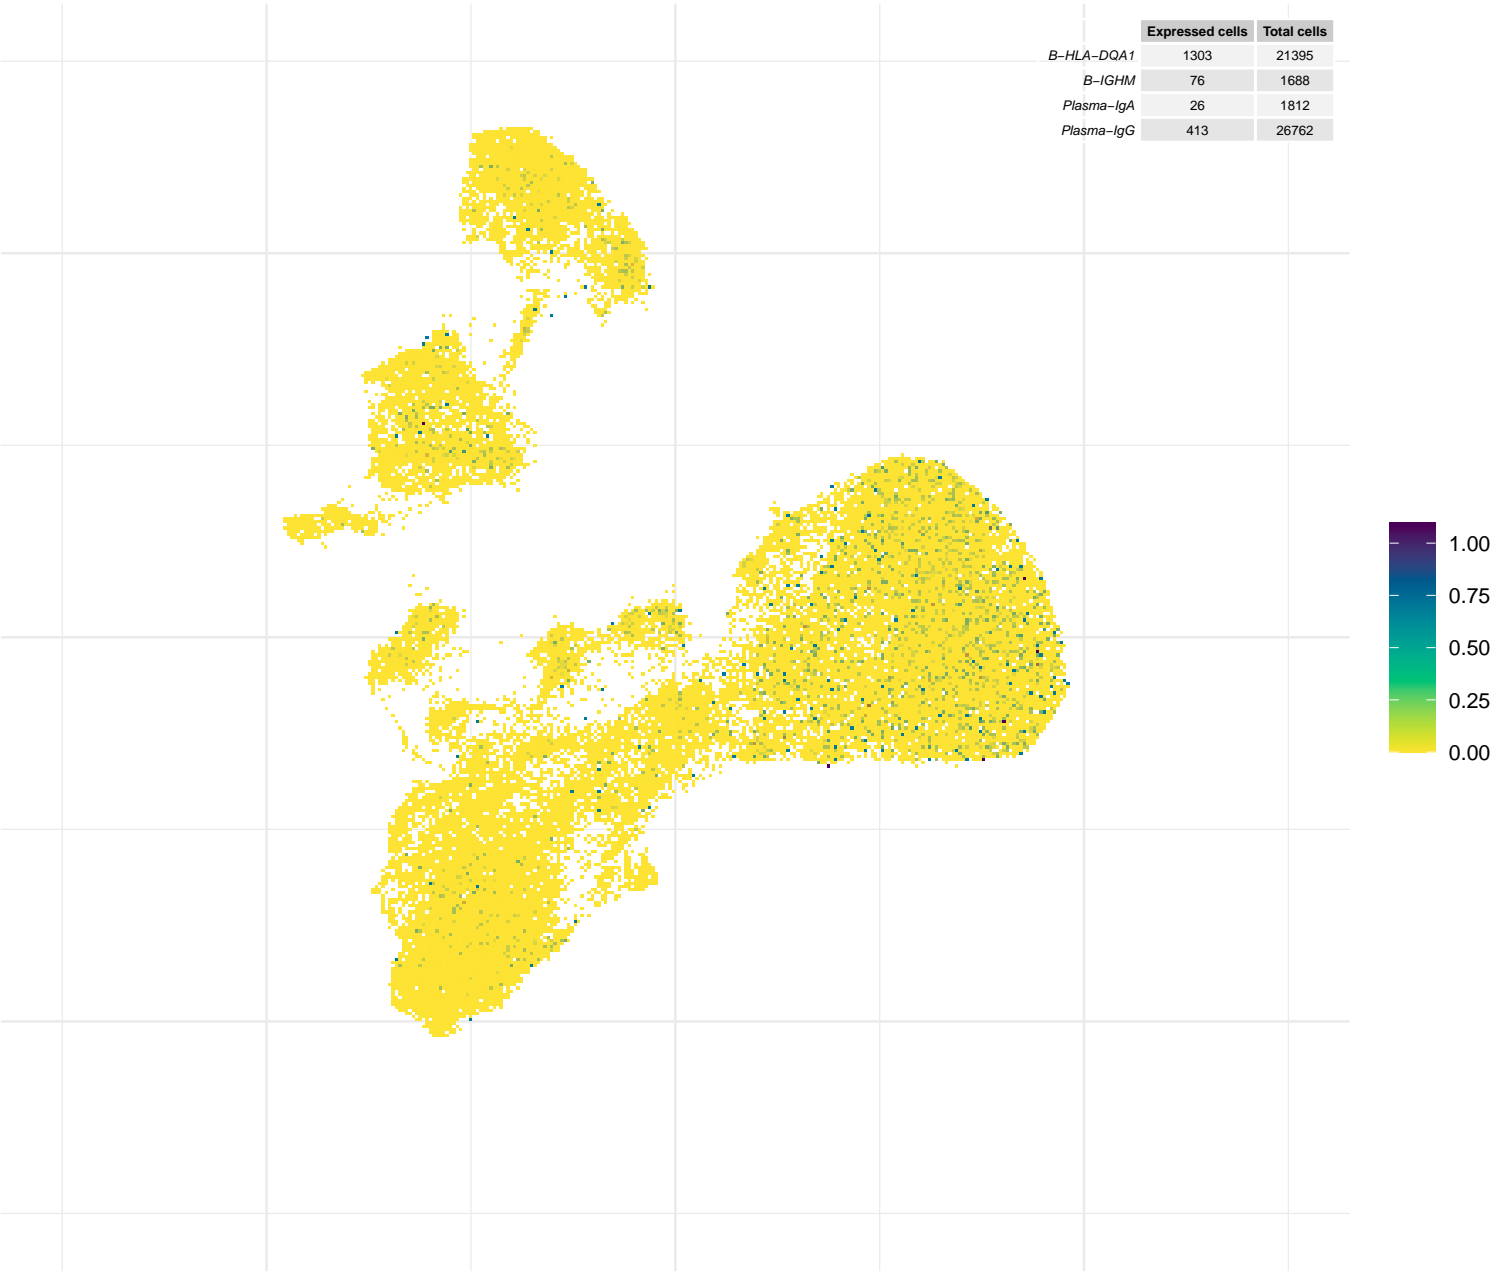 Expressed cells Total cells
B−HLA−DQA1 1303 21395
B−IGHM 76 1688
Plasma−IgA 26 1812
Plasma−IgG 413 26762
1.00
0.75
0.50
0.25
0.00